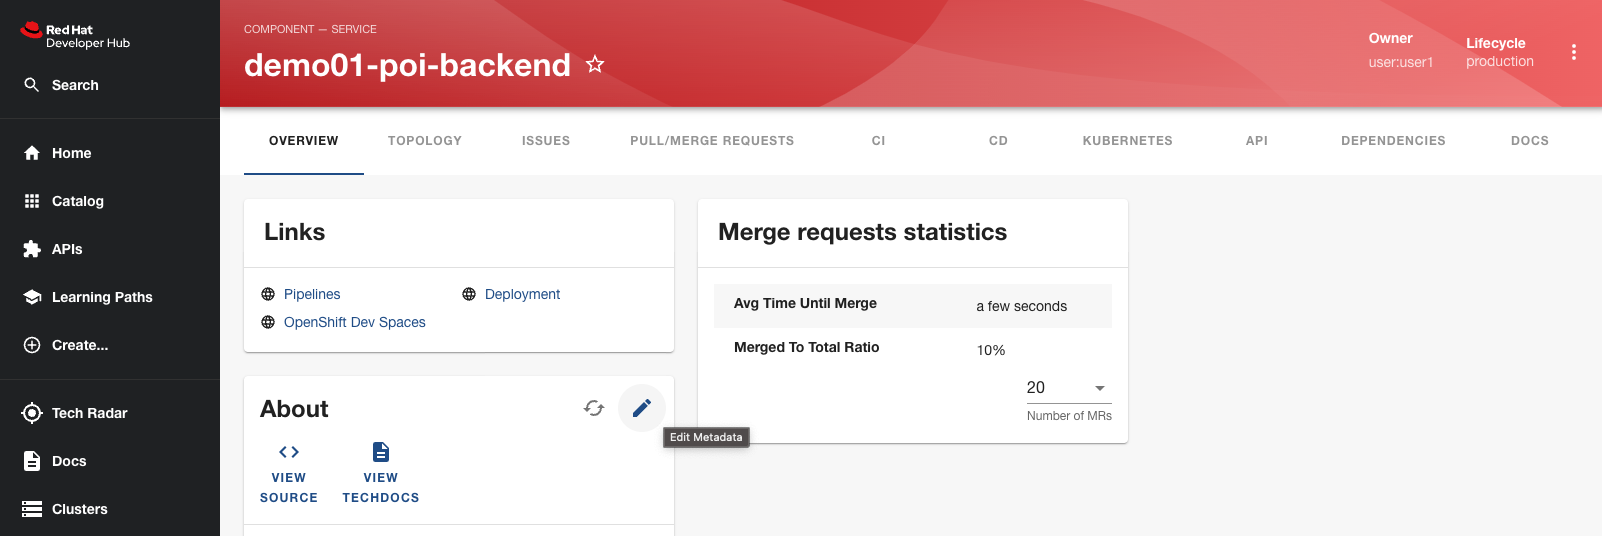 Red Hat
Developer Hub
Search
Home
Catalog
APIs
Learning Paths
Create...
Tech Radar
Docs
Clusters
COMPONENT — SERVICE
demo01-poi-backend
Owner
user:user1
Lifecycle
production
OVERVIEW TOPOLOGY ISSUES PULL/MERGE REQUESTS CI CD KUBERNETES API DEPENDENCIES DOCS
Links
Pipelines Deployment
OpenShift Dev Spaces
About
Edit Metadata
VIEW SOURCE
VIEW TECHDOCS
Merge requests statistics
Avg Time Until Merge a few seconds
Merged To Total Ratio 10%
20
Number of MRs